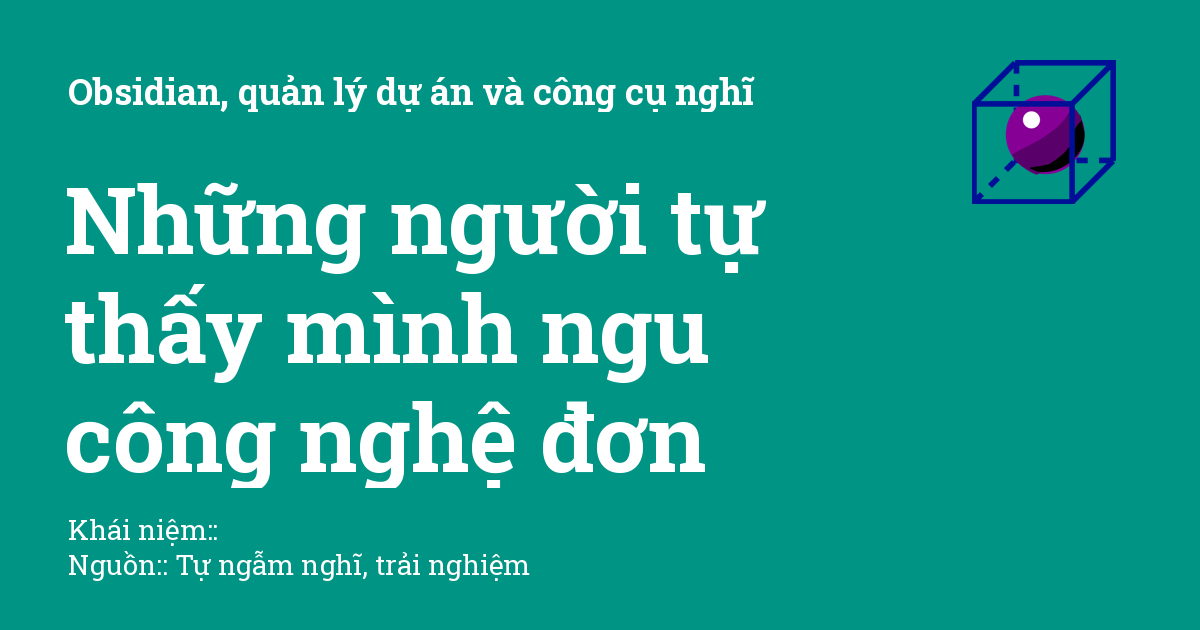 Obsidian, quản lý dự án và công cụ nghĩ
Những người tự
thấy mình ngu
công nghệ đơn
Khái niệm::
Nguồn:: Tự ngẫm nghĩ, trải nghiệm